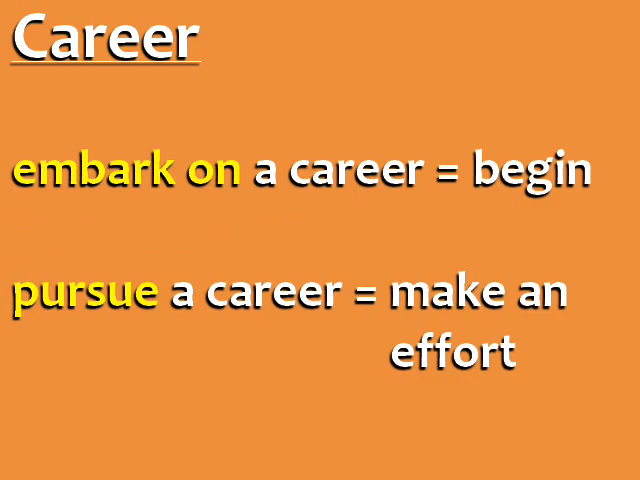 Career
embark on a career = begin
pursue a career = make an
effort